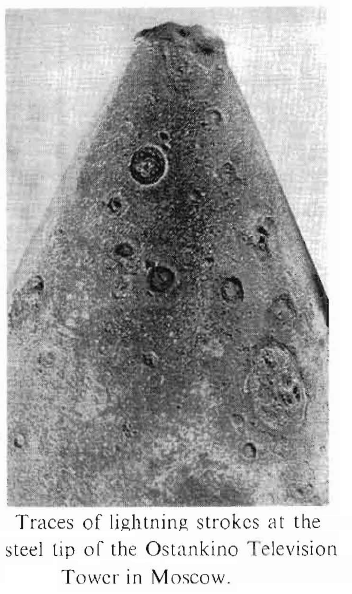 Traces of lightning strokes at the
steel tip of the Ostankino Television
Tower in Moscow.